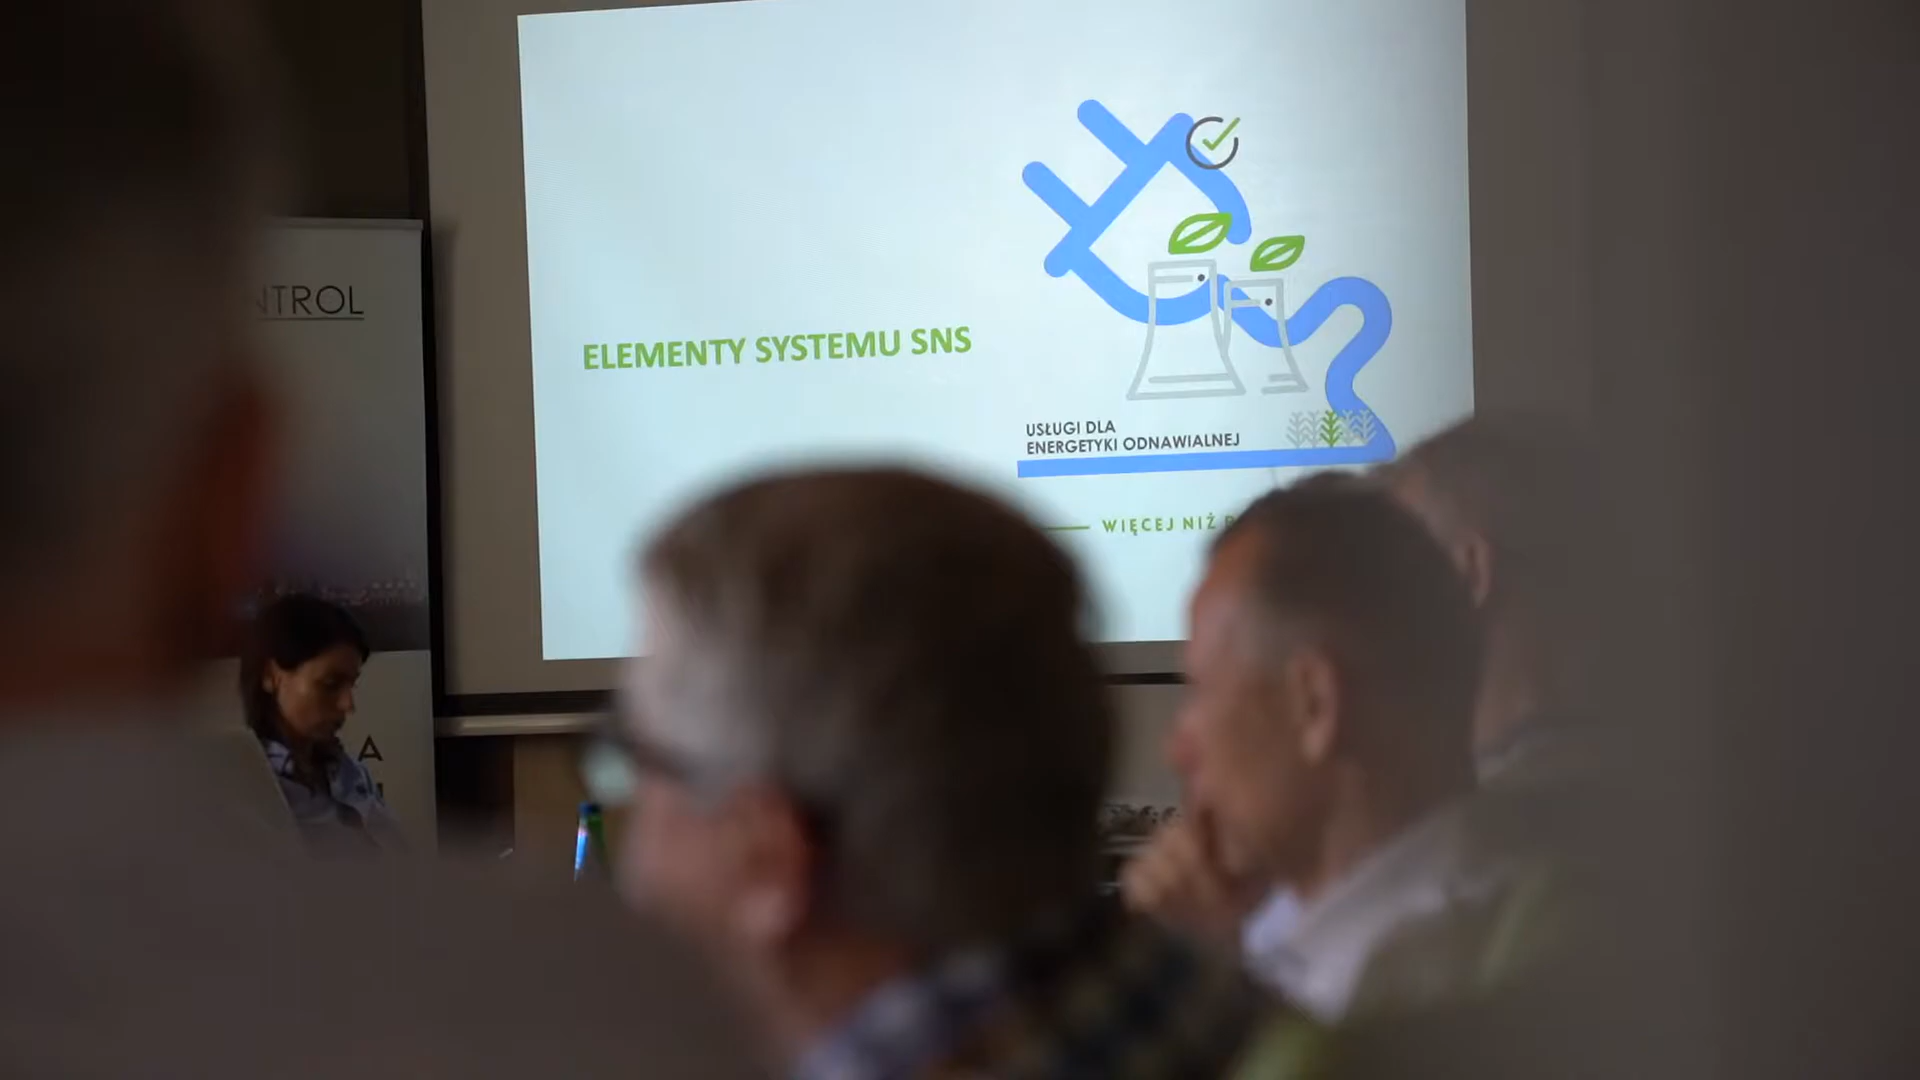 NTROL
ELEMENTY SYSTEMU SNS
USŁUGI DLA
ENERGETYKI ODNAWIALNEJ
WIĘCEJ NIŻ
A